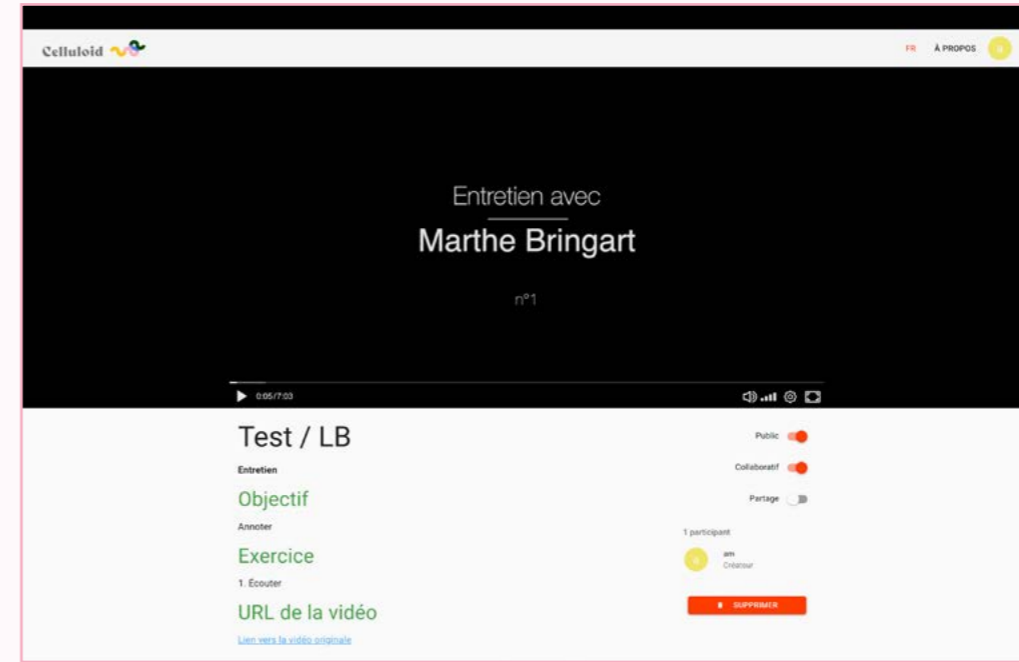 Celluloid
FR À PROPOS a
Entretien avec
Marthe Bringart
n°1
0:05/7:03
Test / LB
Entretien
Objectif
Annoter
Exercice
1. Écouter
URL de la vidéo
Lien vers la vidéo originale
Public
Collaboratif
Partage
1 participant
a
am
Créateur
SUPPRIMER